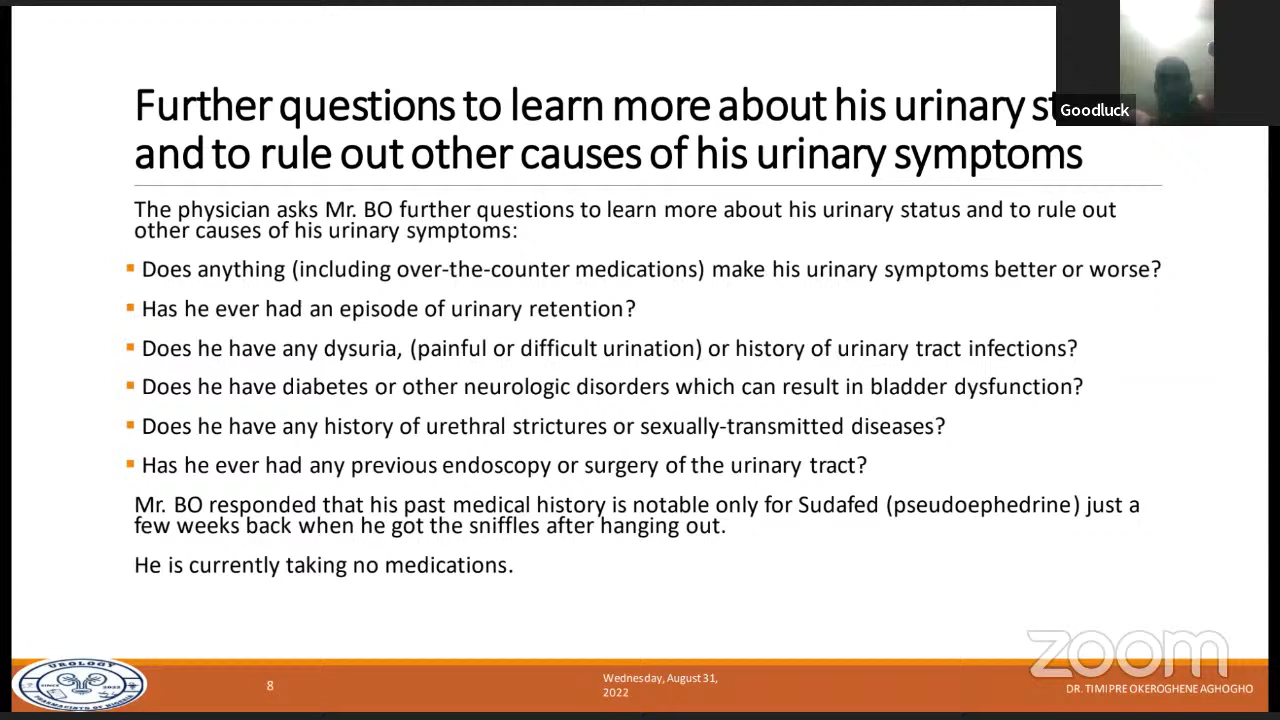 Further questions to learn more about his urinary st
Goodluck
and to rule out other causes of his urinary symptoms
The physician asks Mr. BO further questions to learn more about his urinary status and to rule out
other causes of his urinary symptoms:
Does anything (including over-the-counter medications) make his urinary symptoms better or worse?
Has he ever had an episode of urinary retention?
Does he have any dysuria, (painful or difficult urination) or history of urinary tract infections?
Does he have diabetes or other neurologic disorders which can result in bladder dysfunction?
Does he have any history of urethral strictures or sexually-transmitted diseases?
Has he ever had any previous endoscopy or surgery of the urinary tract?
Mr. BO responded that his past medical history is notable only for Sudafed (pseudoephedrine) just a
few weeks back when he got the sniffles after hanging out.
He is currently taking no medications.
zoom
UROLOGY
SINCE 2022
PHARMACISTS OF NIGERIA
8
Wednesday, August 31,
2022
DR. TIMIPRE OKEROGHENE AGHOGHO